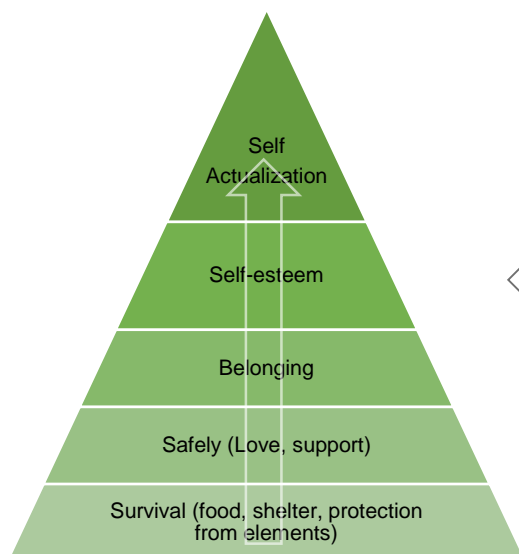 Self
Actualization
Self-esteem
Belonging
Safely (Love, support)
Survival (food, shelter, protection
from elements)